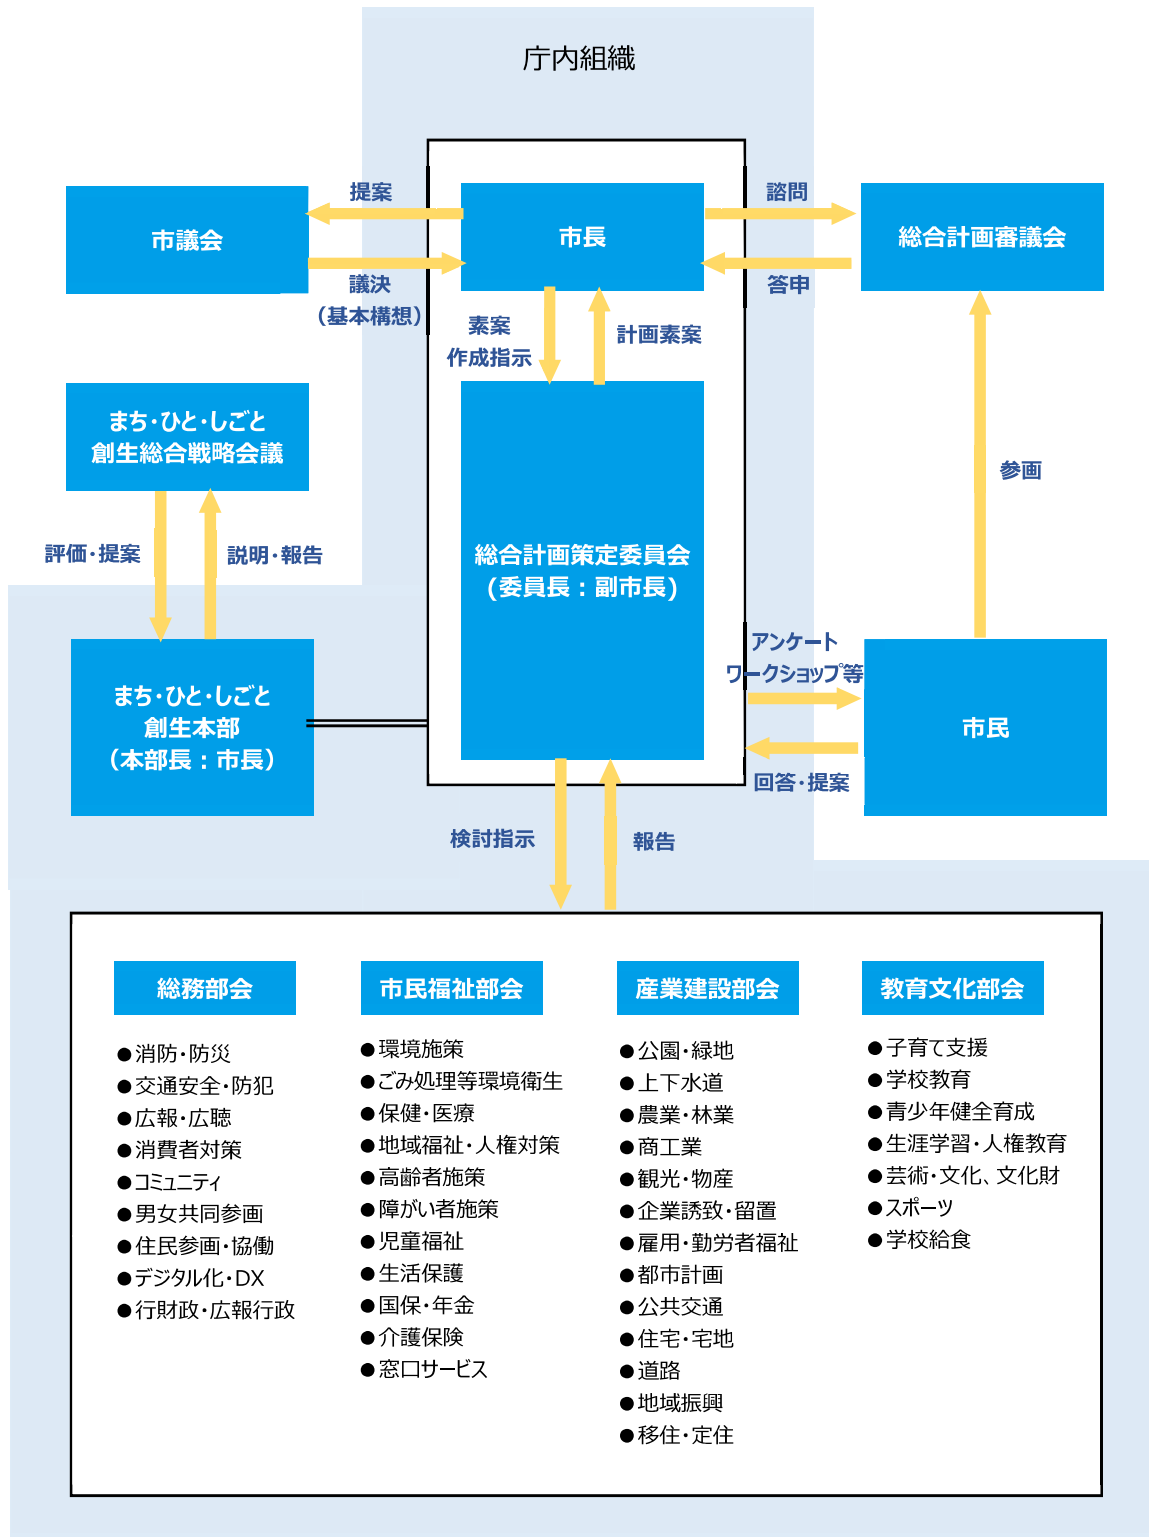 庁内組織
提案
諮問
市議会
市長
総合計画審議会
議決
（基本構想）
答申
素案
作成指示
計画素案
まち・ひと・しごと
創生総合戦略会議
参画
評価・提案
説明・報告
総合計画策定委員会
（委員長：副市長）
アンケート
ワークショップ等
まち・ひと・しごと
創生本部
（本部長：市長）
市民
回答・提案
検討指示
報告
総務部会
●消防・防災
●交通安全・防犯
●広報・広聴
●消費者対策
●コミュニティ
●男女共同参画
●住民参画・協働
●デジタル化・DX
●行財政・広報行政
市民福祉部会
●環境施策
●ごみ処理等環境衛生
●保健・医療
●地域福祉・人権対策
●高齢者施策
●障がい者施策
●児童福祉
●生活保護
●国保・年金
●介護保険
●窓口サービス
産業建設部会
●公園・緑地
●上下水道
●農業・林業
●商工業
●観光・物産
●企業誘致・留置
●雇用・勤労者福祉
●都市計画
●公共交通
●住宅・宅地
●道路
●地域振興
●移住・定住
教育文化部会
●子育て支援
●学校教育
●青少年健全育成
●生涯学習・人権教育
●芸術・文化、文化財
●スポーツ
●学校給食